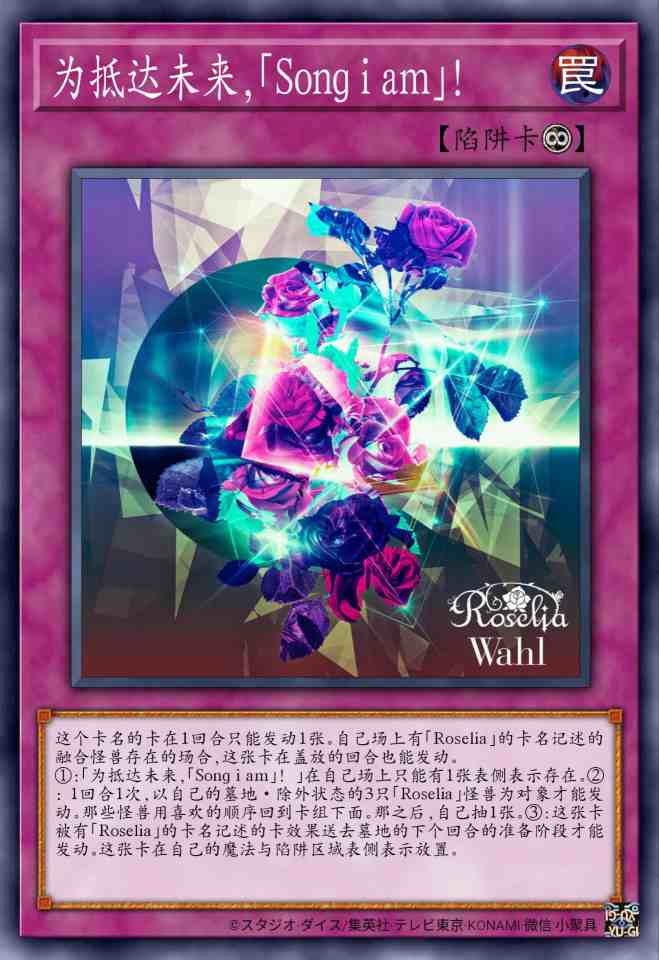 为抵达未来,「Song i am」!
罠
【陷阱卡】
Roselia
Wahl
这个卡名的卡在1回合只能发动1张。自己场上有「Roselia」的卡名记述的
融合怪兽存在的场合,这张卡在盖放的回合也能发动。
①:「为抵达未来,「Song i am」! 」在自己场上只能有1张表侧表示存在。②
: 1回合1次,以自己的墓地・除外状态的3只「Roselia」怪兽为对象才能发
动。那些怪兽用喜欢的顺序回到卡组下面。那之后,自己抽1张。③:这张卡
被有「Roselia」的卡名记述的卡效果送去墓地的下个回合的准备阶段才能
发动。这张卡在自己的魔法与陷阱区域表侧表示放置。
©スタジオ・ダイス/集英社・テレビ東京・KONAMI・微信・小聚具